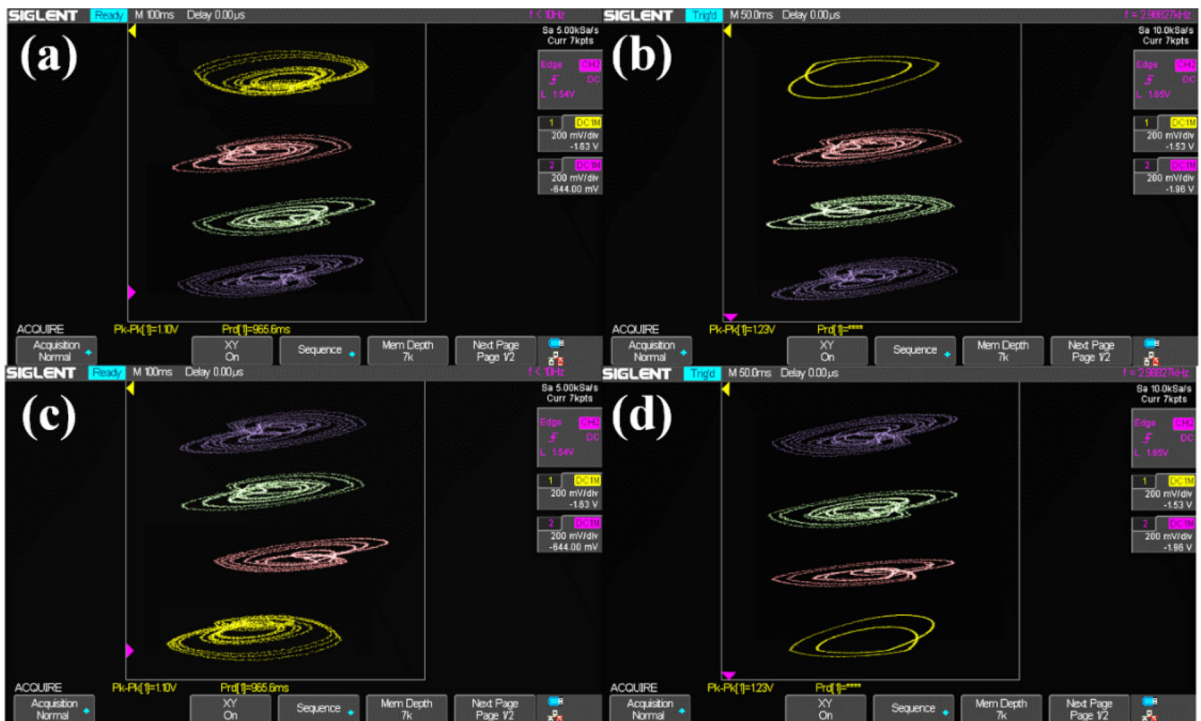 SIGLENT Ready M 100ms Delay 0.00µs f < 10Hz
Sa 5.00kSa/s
Curr 7kpts
(a)
Edge CH2
DC
L 1.54V
1 DC1M
200 mV/div
-1.63 V
2 DC1M
200 mV/div
-644.00 mV
ACQUIRE Pk-Pk[1]=1.10V Prd[1]=965.6ms
Acquisition Normal
XY On
Sequence
Mem Depth 7k
Next Page Page 1/2
SIGLENT Trig'd M 50.0ms Delay 0.00µs f = 2.98827kHz
Sa 10.0kSa/s
Curr 7kpts
(b)
Edge CH2
DC
L 1.65V
1 DC1M
200 mV/div
-1.53 V
2 DC1M
200 mV/div
-1.96 V
ACQUIRE Pk-Pk[1]=1.23V Prd[1]=****
Acquisition Normal
XY On
Sequence
Mem Depth 7k
Next Page Page 1/2
SIGLENT Ready M 100ms Delay 0.00µs f < 10Hz
Sa 5.00kSa/s
Curr 7kpts
(c)
Edge CH2
DC
L 1.54V
1 DC1M
200 mV/div
-1.63 V
2 DC1M
200 mV/div
-644.00 mV
ACQUIRE Pk-Pk[1]=1.10V Prd[1]=965.6ms
Acquisition Normal
XY On
Sequence
Mem Depth 7k
Next Page Page 1/2
SIGLENT Trig'd M 50.0ms Delay 0.00µs f = 2.98827kHz
Sa 10.0kSa/s
Curr 7kpts
(d)
Edge CH2
DC
L 1.65V
1 DC1M
200 mV/div
-1.53 V
2 DC1M
200 mV/div
-1.96 V
ACQUIRE Pk-Pk[1]=1.23V Prd[1]=****
Acquisition Normal
XY On
Sequence
Mem Depth 7k
Next Page Page 1/2